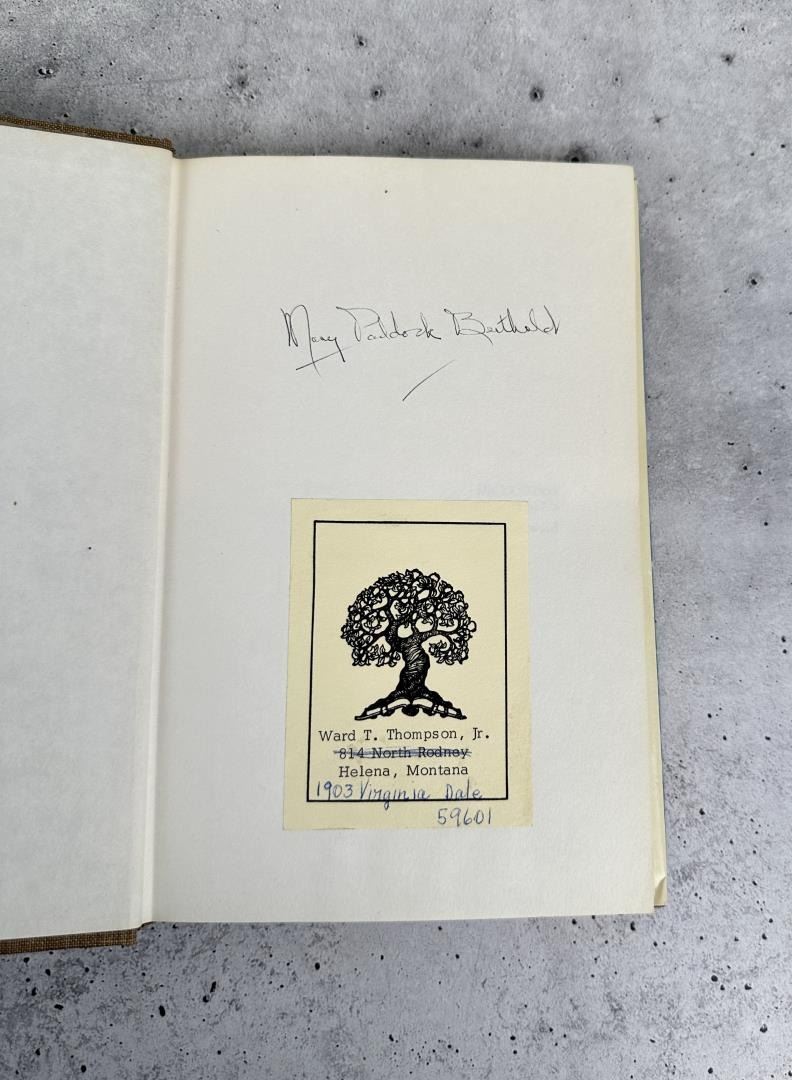 Mary Paddock Berthold
Ward T. Thompson, Jr.
814 North Rodney
Helena, Montana
1903 Virginia Dale
59601